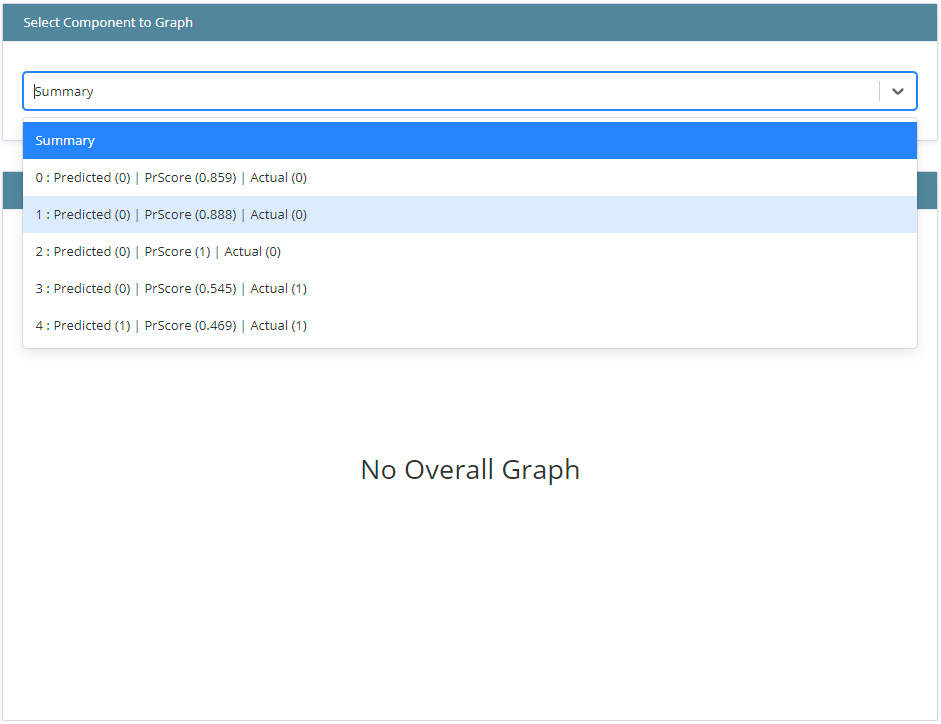 Select Component to Graph
Summary
Summary
0 : Predicted (0) | PrScore (0.859) | Actual (0)
1 : Predicted (0) | PrScore (0.888) | Actual (0)
2 : Predicted (0) | PrScore (1) | Actual (0)
3 : Predicted (0) | PrScore (0.545) | Actual (1)
4 : Predicted (1) | PrScore (0.469) | Actual (1)
No Overall Graph